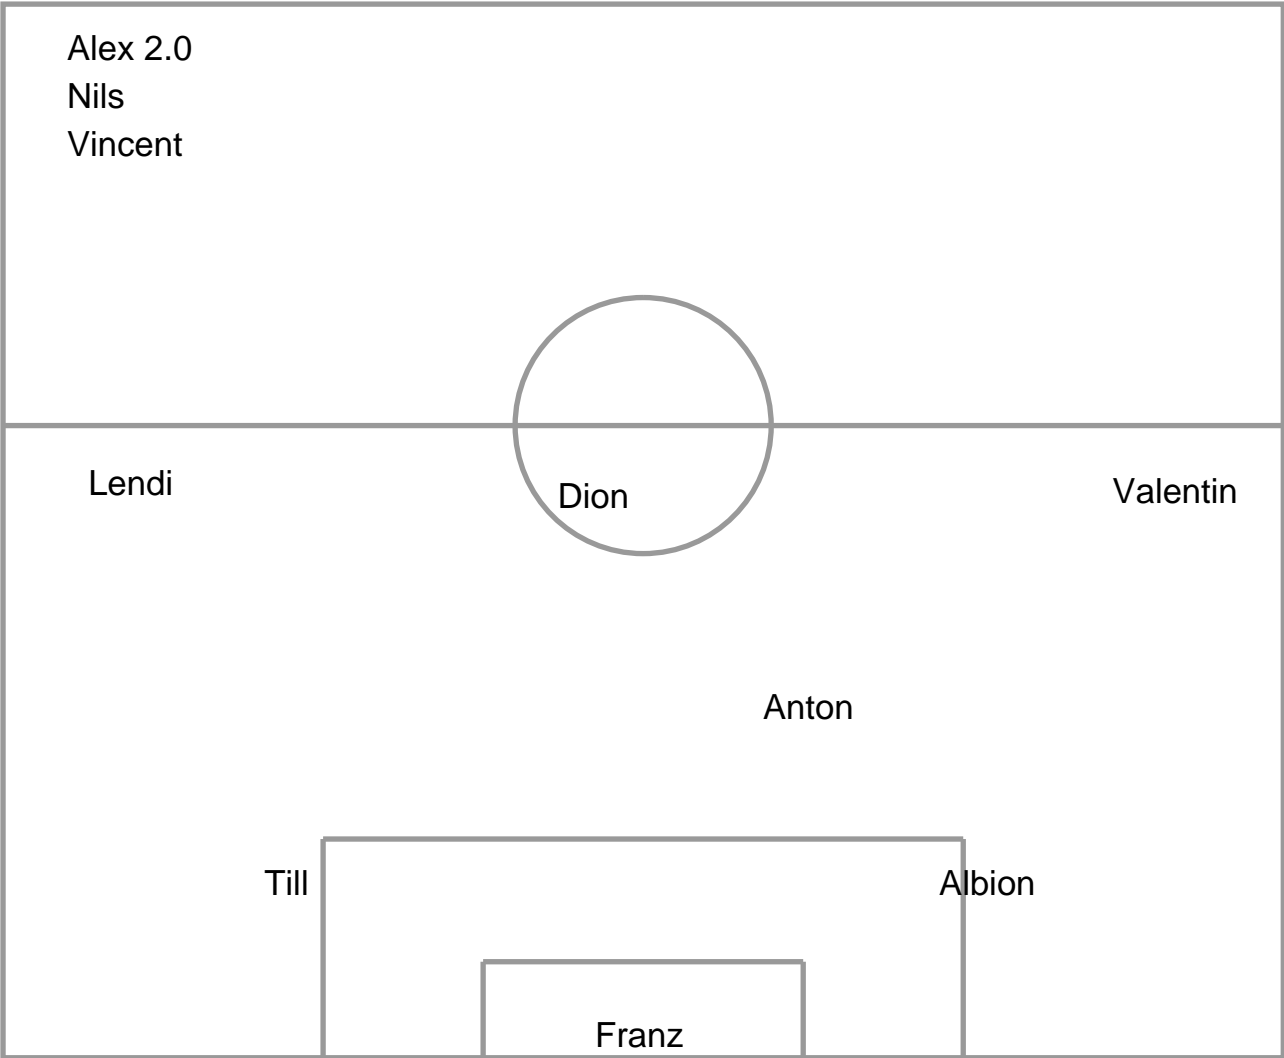 Alex 2.0
Nils
Vincent
Lendi
Dion
Valentin
Anton
Till
Albion
Franz